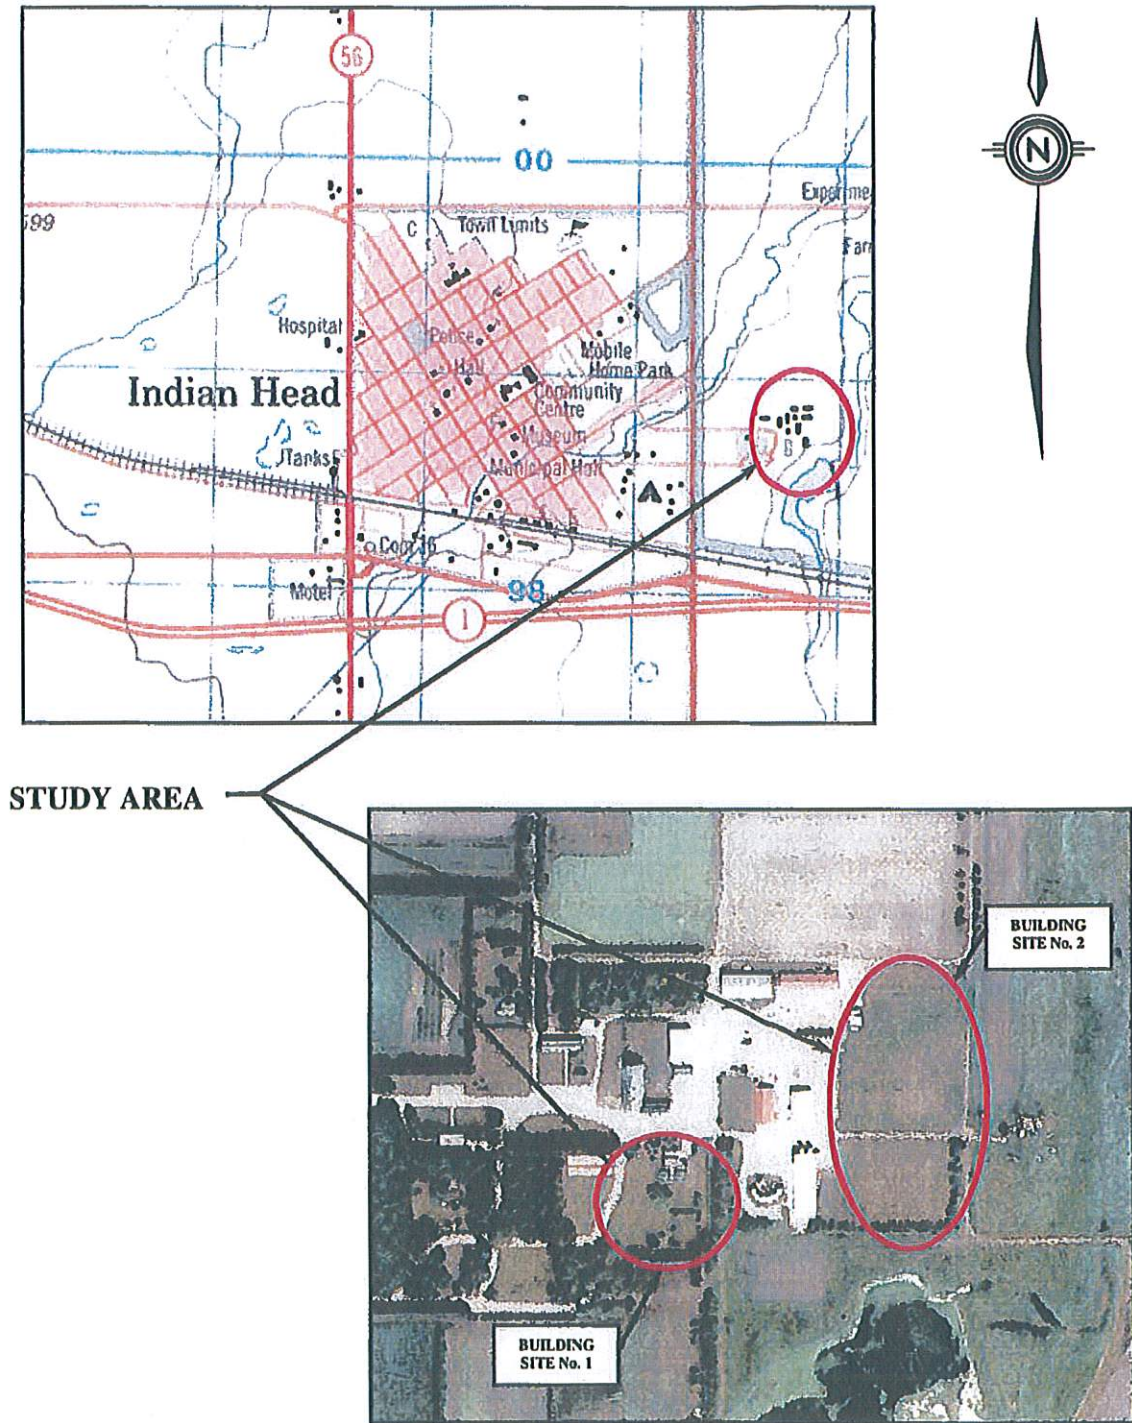 56
N
00
599
C
Town Limits
Hospital
Police
Hall
Mobile
Home Park
Indian Head
Community
Centre
Museum
Tanks
Municipal Hall
G
Motel
98
1
STUDY AREA
BUILDING
SITE No. 2
BUILDING
SITE No. 1